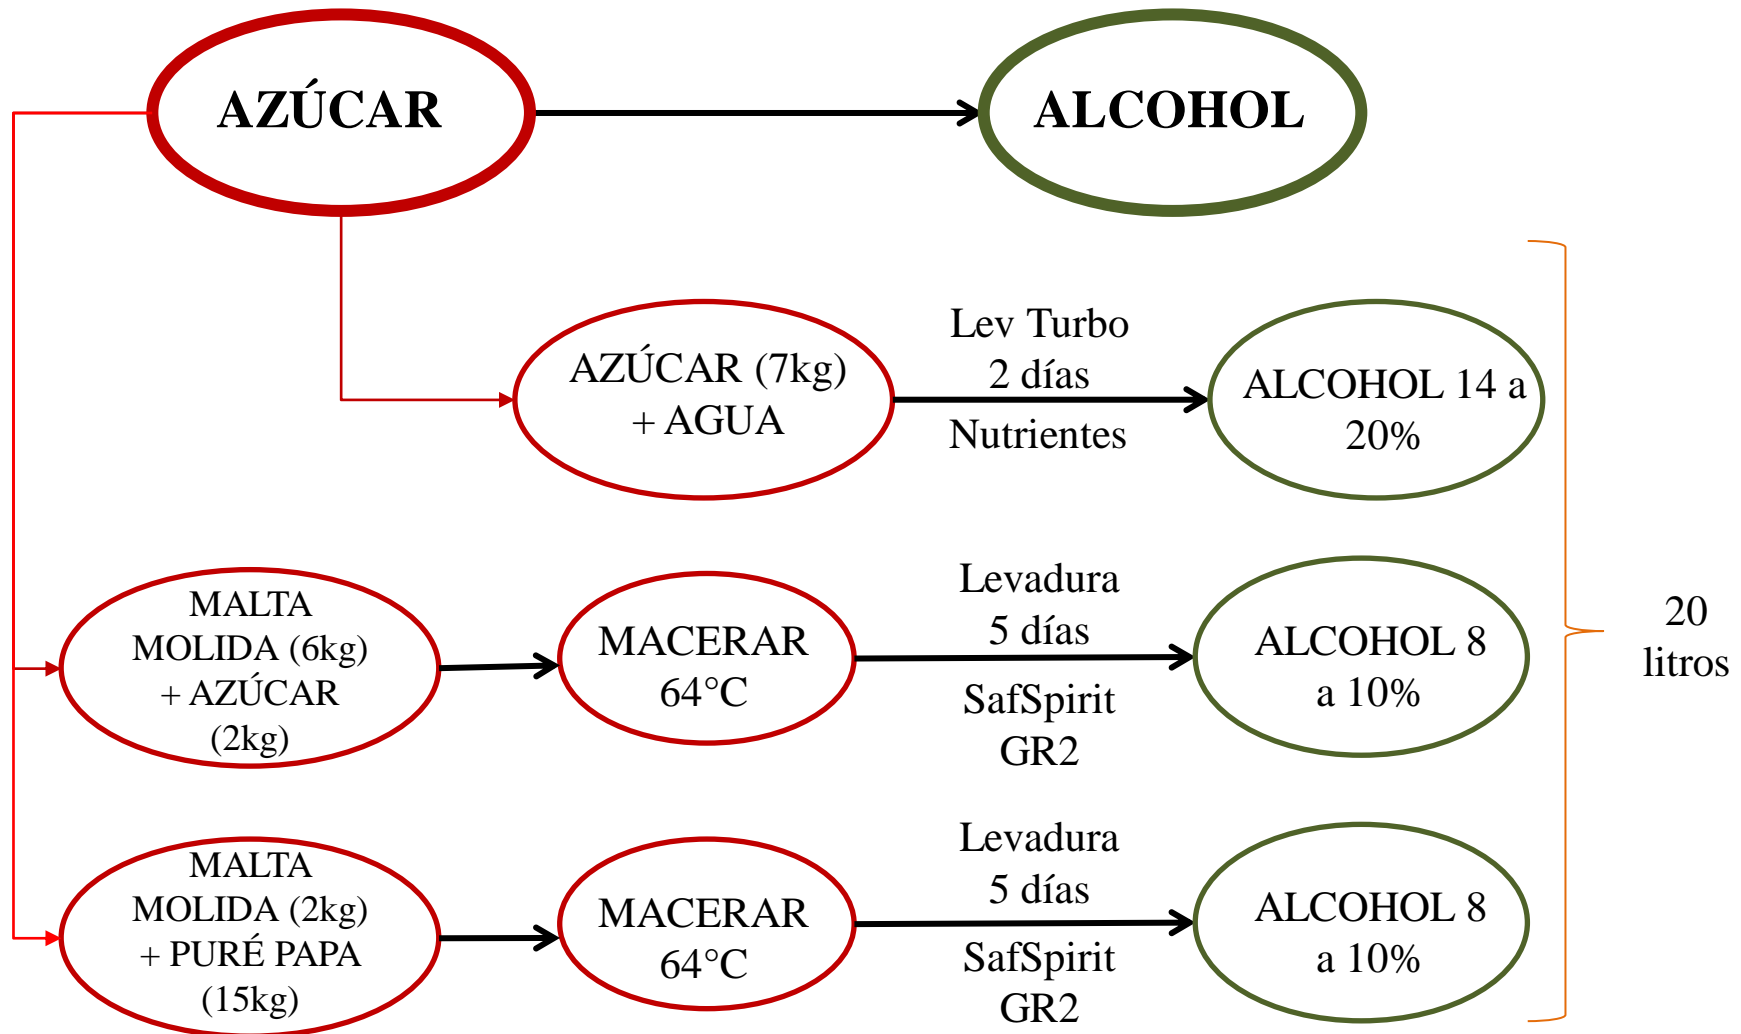 AZÚCAR
ALCOHOL
AZÚCAR (7kg)
+ AGUA
Lev Turbo
2 días
Nutrientes
ALCOHOL 14 a
20%
MALTA
MOLIDA (6kg)
+ AZÚCAR
(2kg)
MACERAR
64°C
Levadura
5 días
SafSpirit
GR2
ALCOHOL 8
a 10%
20
litros
MALTA
MOLIDA (2kg)
+ PURÉ PAPA
(15kg)
MACERAR
64°C
Levadura
5 días
SafSpirit
GR2
ALCOHOL 8
a 10%